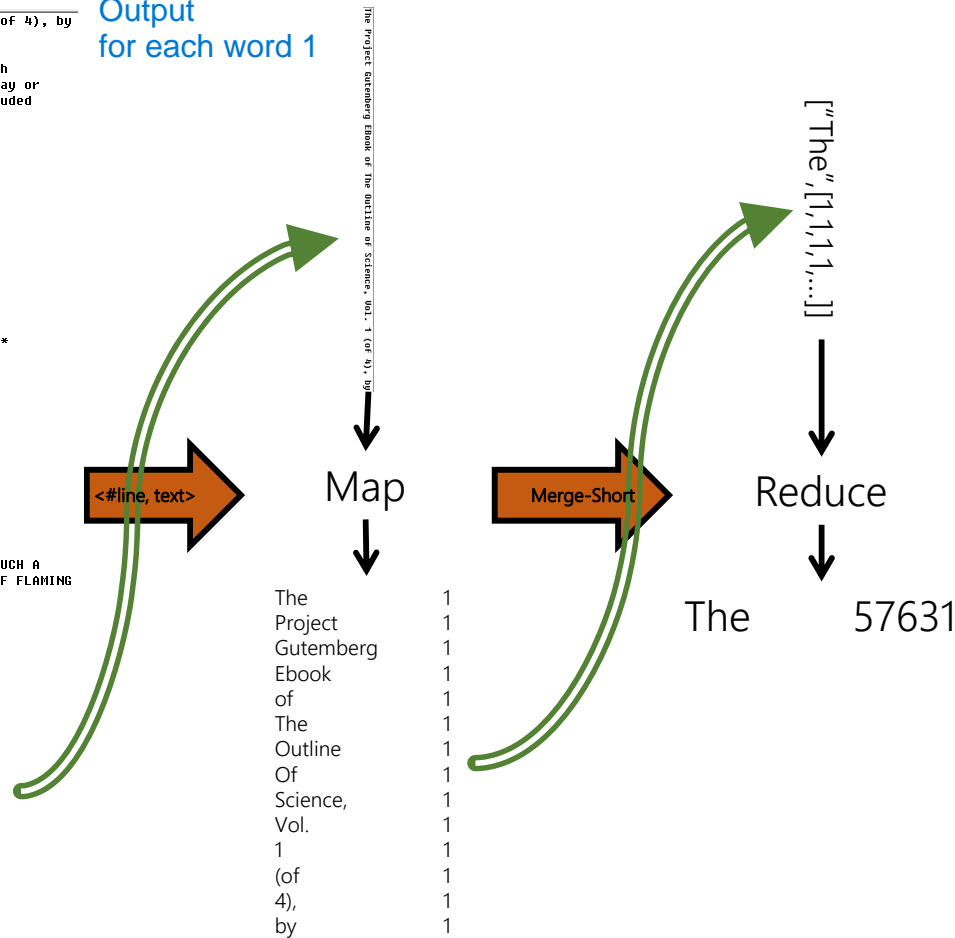 of 4), by
h
ay or
uded
*
UCH A
F FLAMING
Output
for each word 1
<#line, text>
The Project Gutenberg EBook of The Outline of Science, Vol. 1 (of 4), by
Map
The 1
Project 1
Gutemberg 1
Ebook 1
of 1
The 1
Outline 1
Of 1
Science, 1
Vol. 1
1 1
(of 1
4), 1
by 1
Merge-Short
["The",[1,1,1,1,...]]
Reduce
The 57631